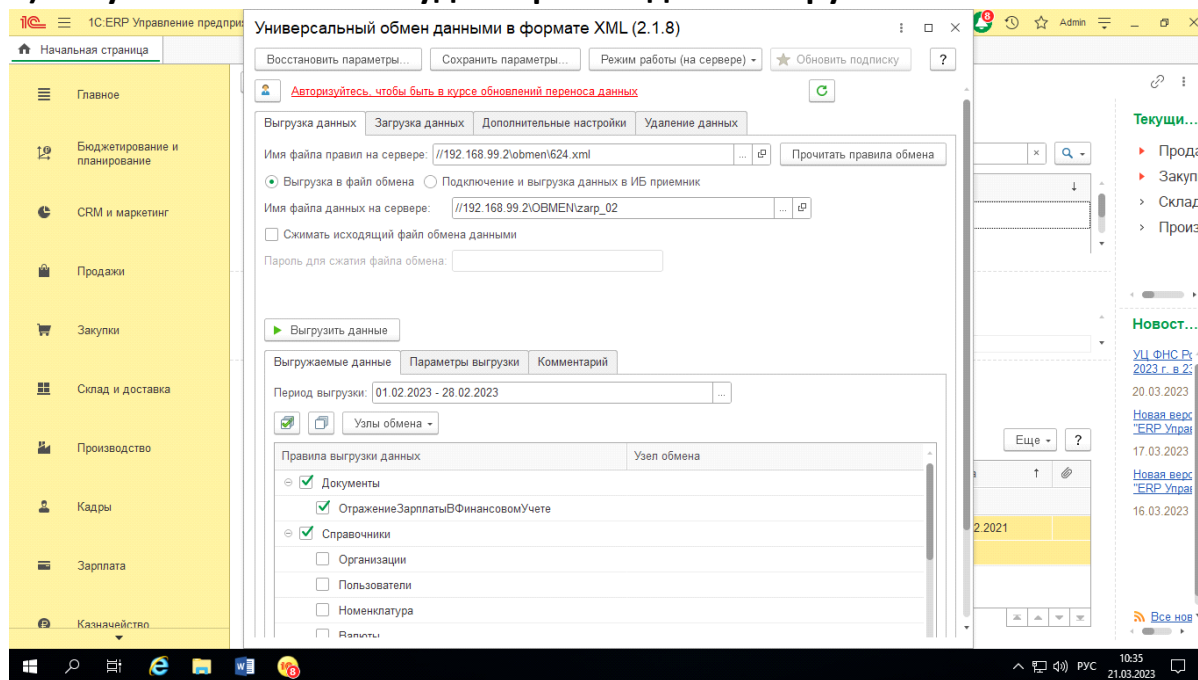 1С:ERP Управление предпри
8
Admin
Начальная страница
Главное
Бюджетирование и
планирование
CRM и маркетинг
Продажи
Закупки
Склад и доставка
Производство
Кадры
Зарплата
Казначейство
Универсальный обмен данными в формате XML (2.1.8)
Восстановить параметры...
Сохранить параметры...
Режим работы (на сервере)
Обновить подписку
?
Авторизуйтесь, чтобы быть в курсе обновлений переноса данных
Выгрузка данных
Загрузка данных
Дополнительные настройки
Удаление данных
Имя файла правил на сервере: //192.168.99.2\obmen\624.xml
...
Прочитать правила обмена
Выгрузка в файл обмена
Подключение и выгрузка данных в ИБ приемник
Имя файла данных на сервере: //192.168.99.2\OBMEN\zarp_02
...
Сжимать исходящий файл обмена данными
Пароль для сжатия файла обмена:
Выгрузить данные
Выгружаемые данные
Параметры выгрузки
Комментарий
Период выгрузки: 01.02.2023 - 28.02.2023
...
Узлы обмена
Правила выгрузки данных
Узел обмена
Документы
ОтражениеЗарплатыВФинансовомУчете
Справочники
Организации
Пользователи
Номенклатура
Валюты
Еще
?
2.2021
Текущи...
Прода
Закуп
Склад
Произ
Новост...
УЦ ФНС Ро
2023 г. в 23
20.03.2023
Новая верс
"ERP Управ
17.03.2023
Новая верс
"ERP Управ
16.03.2023
Все нов
РУС
10:35
21.03.2023